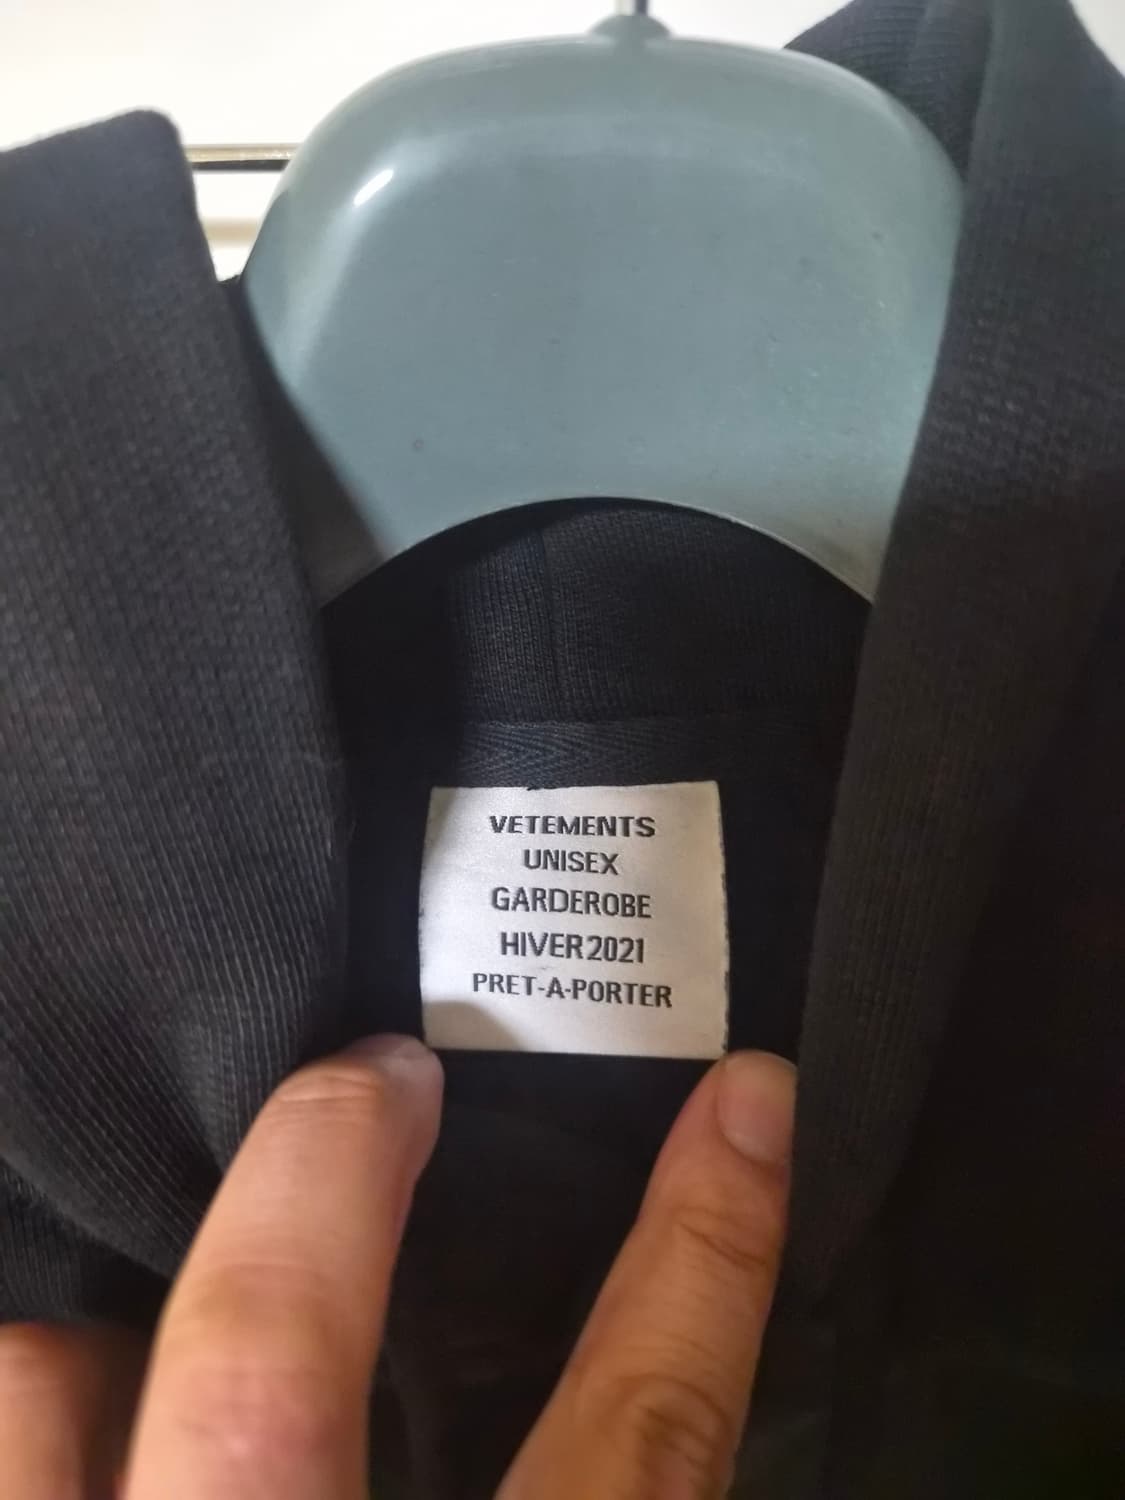 VETEMENTS
UNISEX
GARDEROBE
HIVER 2021
PRET-A-PORTER